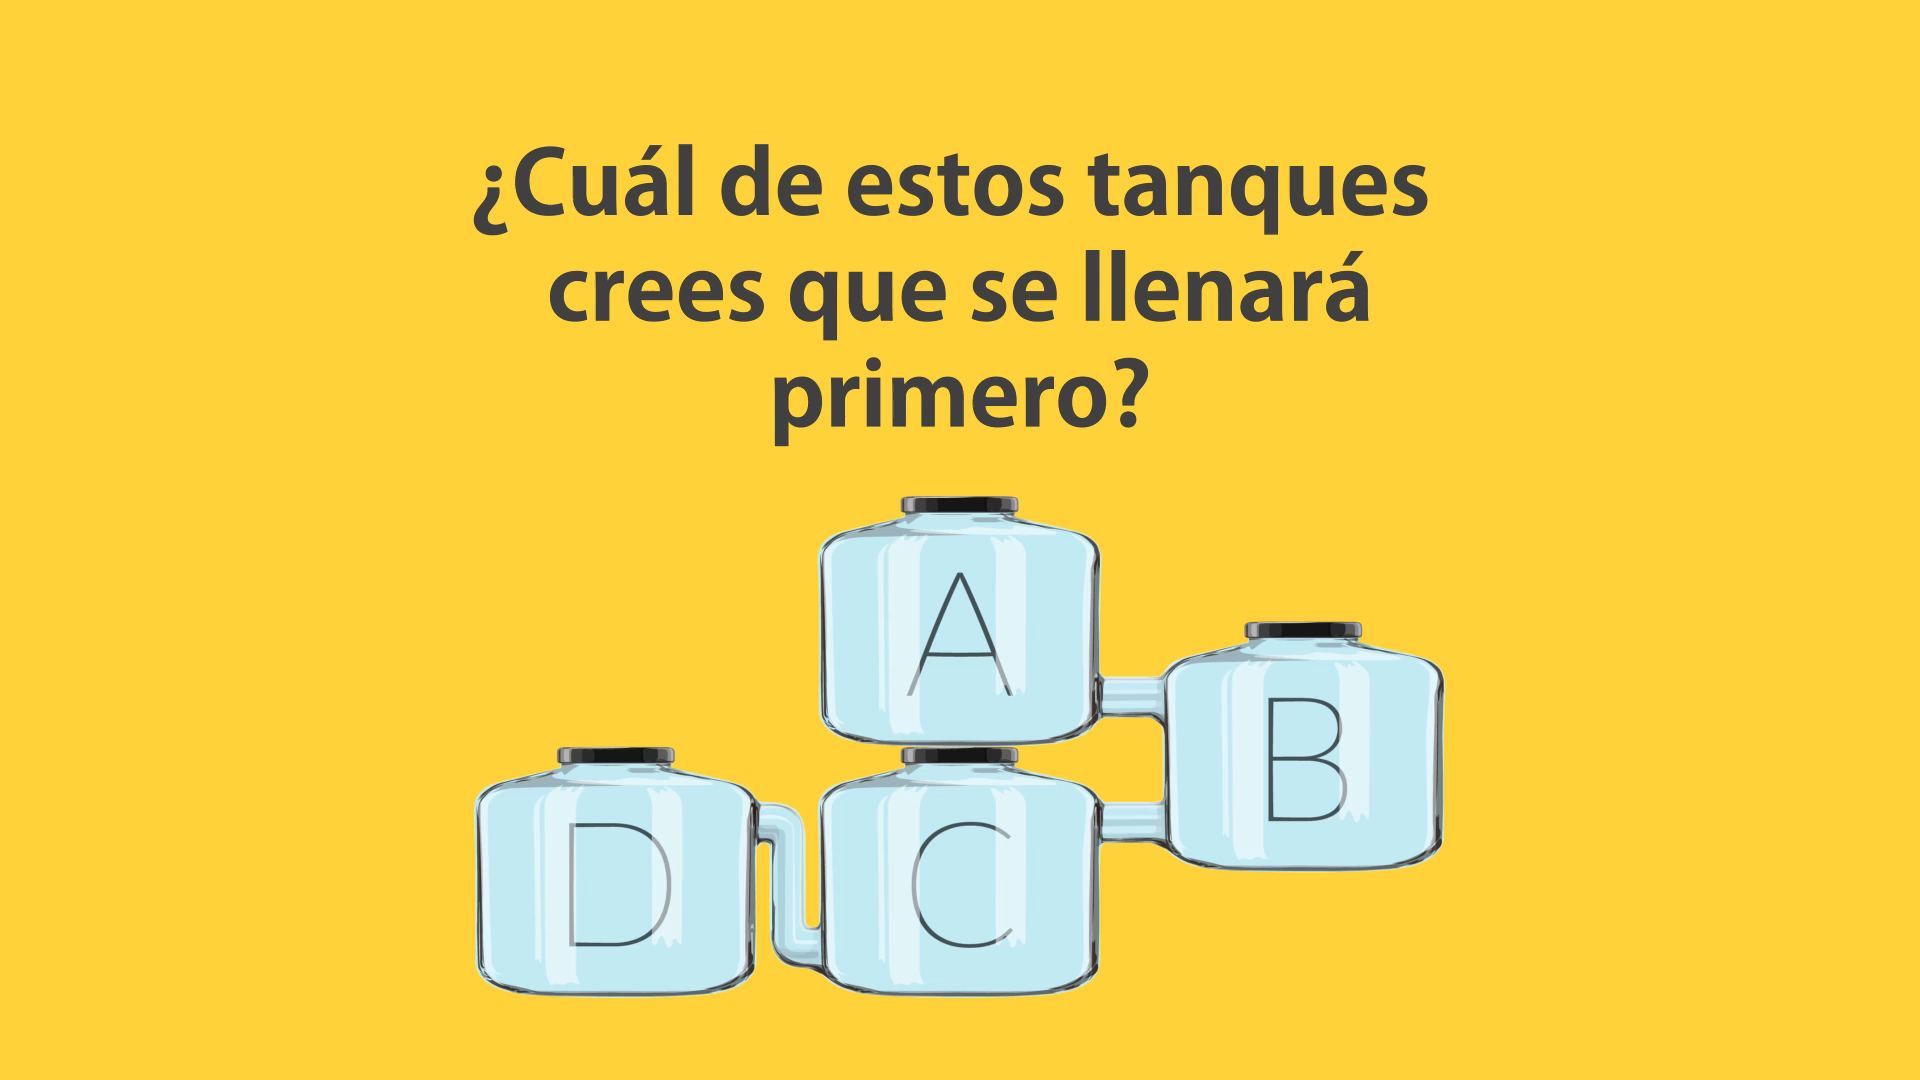 ¿Cuál de estos tanques
crees que se llenará
primero?
A
B
D
C